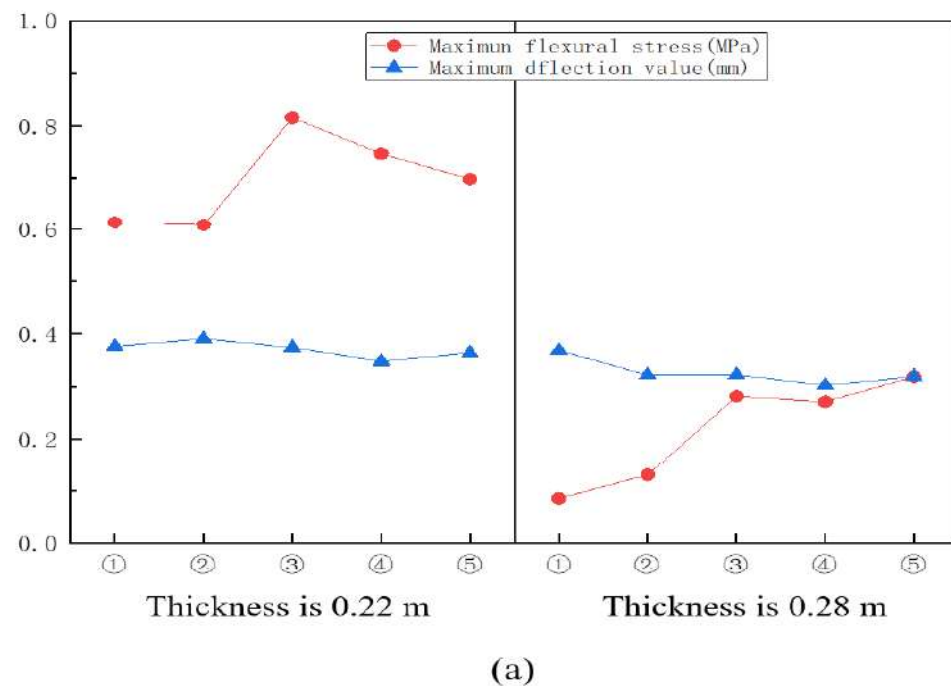 1.0
Maximun flexural stress(MPa)
Maximum dflection value(mm)
0.8
0.6
0.4
0.2
0.0
① ② ③ ④ ⑤ ① ② ③ ④ ⑤
Thickness is 0.22 m Thickness is 0.28 m
(a)